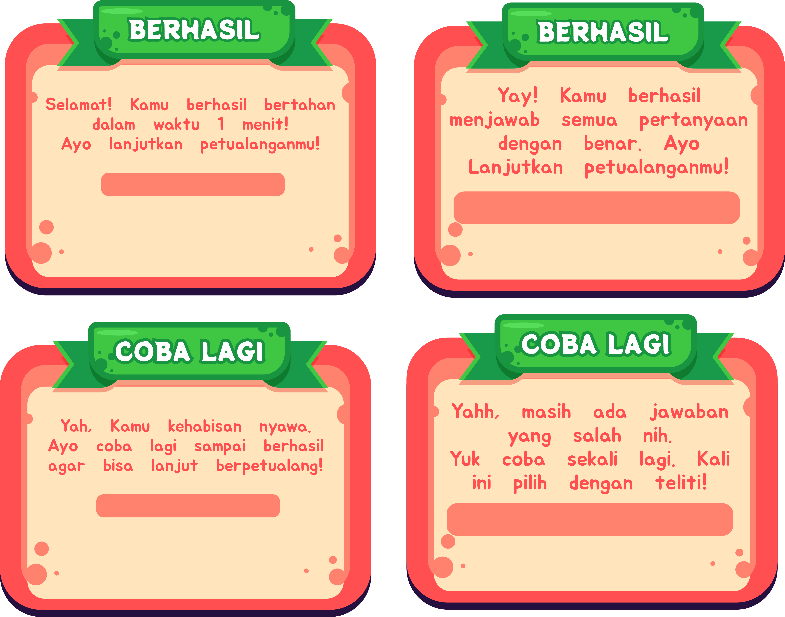 BERHASIL
Selamat! Kamu berhasil bertahan
dalam waktu 1 menit!
Ayo lanjutkan petualanganmu!
BERHASIL
Yay! Kamu berhasil
menjawab semua pertanyaan
dengan benar. Ayo
Lanjutkan petualanganmu!
COBA LAGI
Yah, Kamu kehabisan nyawa.
Ayo coba lagi sampai berhasil
agar bisa lanjut berpetualang!
COBA LAGI
Yahh, masih ada jawaban
yang salah nih.
Yuk coba sekali lagi. Kali
ini pilih dengan teliti!